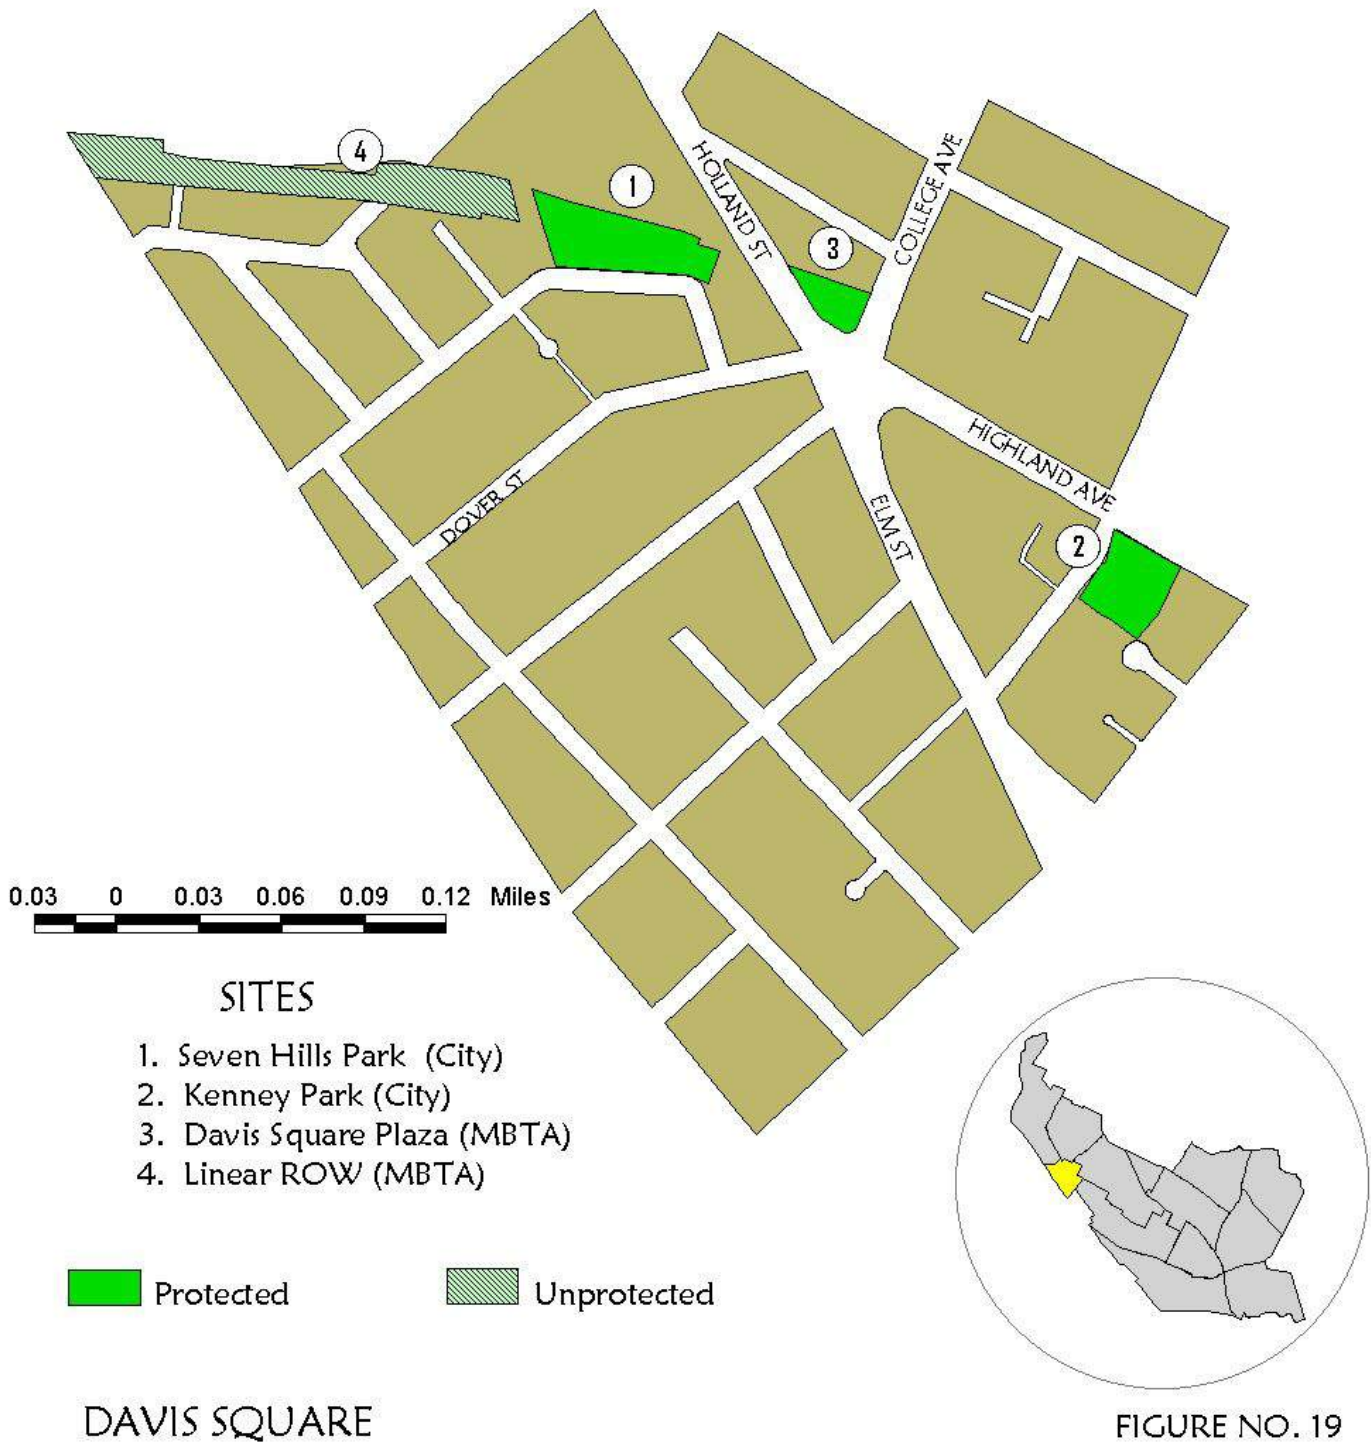 4
1
HOLLAND ST
COLLEGE AVE
3
HIGHLAND AVE
DOVER ST
ELM ST
2
0.03 0 0.03 0.06 0.09 0.12 Miles
SITES
1. Seven Hills Park (City)
2. Kenney Park (City)
3. Davis Square Plaza (MBTA)
4. Linear ROW (MBTA)
Protected
Unprotected
DAVIS SQUARE
FIGURE NO. 19